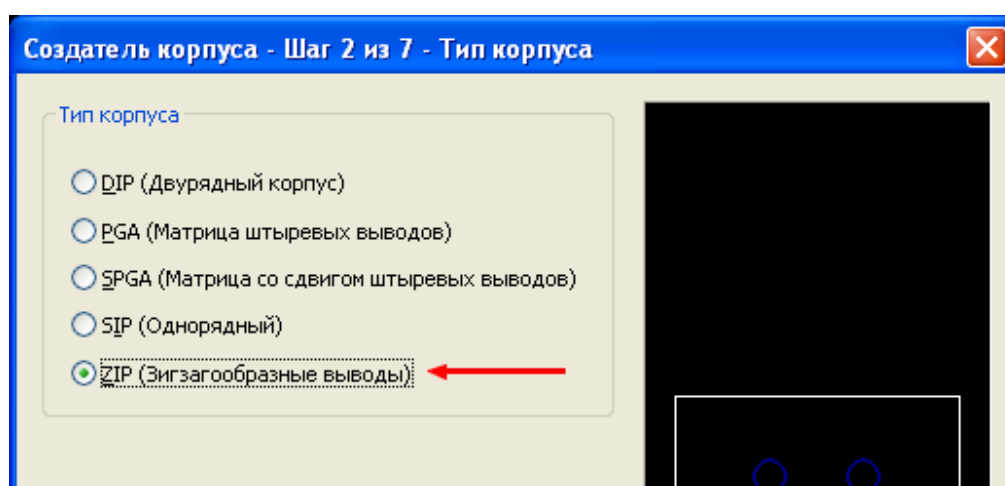 Создатель корпуса - Шаг 2 из 7 - Тип корпуса
Тип корпуса
DIP (Двурядный корпус)
PGA (Матрица штыревых выводов)
SPGA (Матрица со сдвигом штыревых выводов)
SIP (Однорядный)
ZIP (Зигзагообразные выводы)